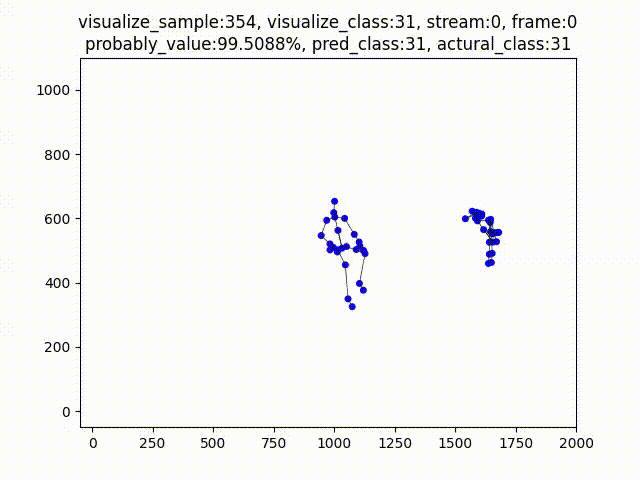 visualize_sample:354, visualize_class:31, stream:0, frame:0
probably_value:99.5088%, pred_class:31, actural_class:31
1000
800
600
400
200
0
0 250 500 750 1000 1250 1500 1750 2000